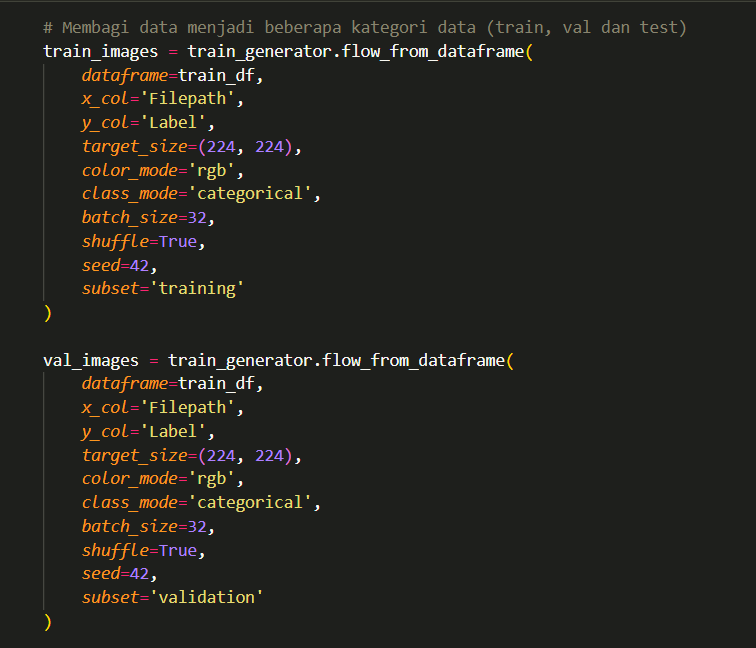 # Membagi data menjadi beberapa kategori data (train, val dan test)
train_images = train_generator.flow_from_dataframe(
    dataframe=train_df,
    x_col='Filepath',
    y_col='Label',
    target_size=(224, 224),
    color_mode='rgb',
    class_mode='categorical',
    batch_size=32,
    shuffle=True,
    seed=42,
    subset='training'
)

val_images = train_generator.flow_from_dataframe(
    dataframe=train_df,
    x_col='Filepath',
    y_col='Label',
    target_size=(224, 224),
    color_mode='rgb',
    class_mode='categorical',
    batch_size=32,
    shuffle=True,
    seed=42,
    subset='validation'
)